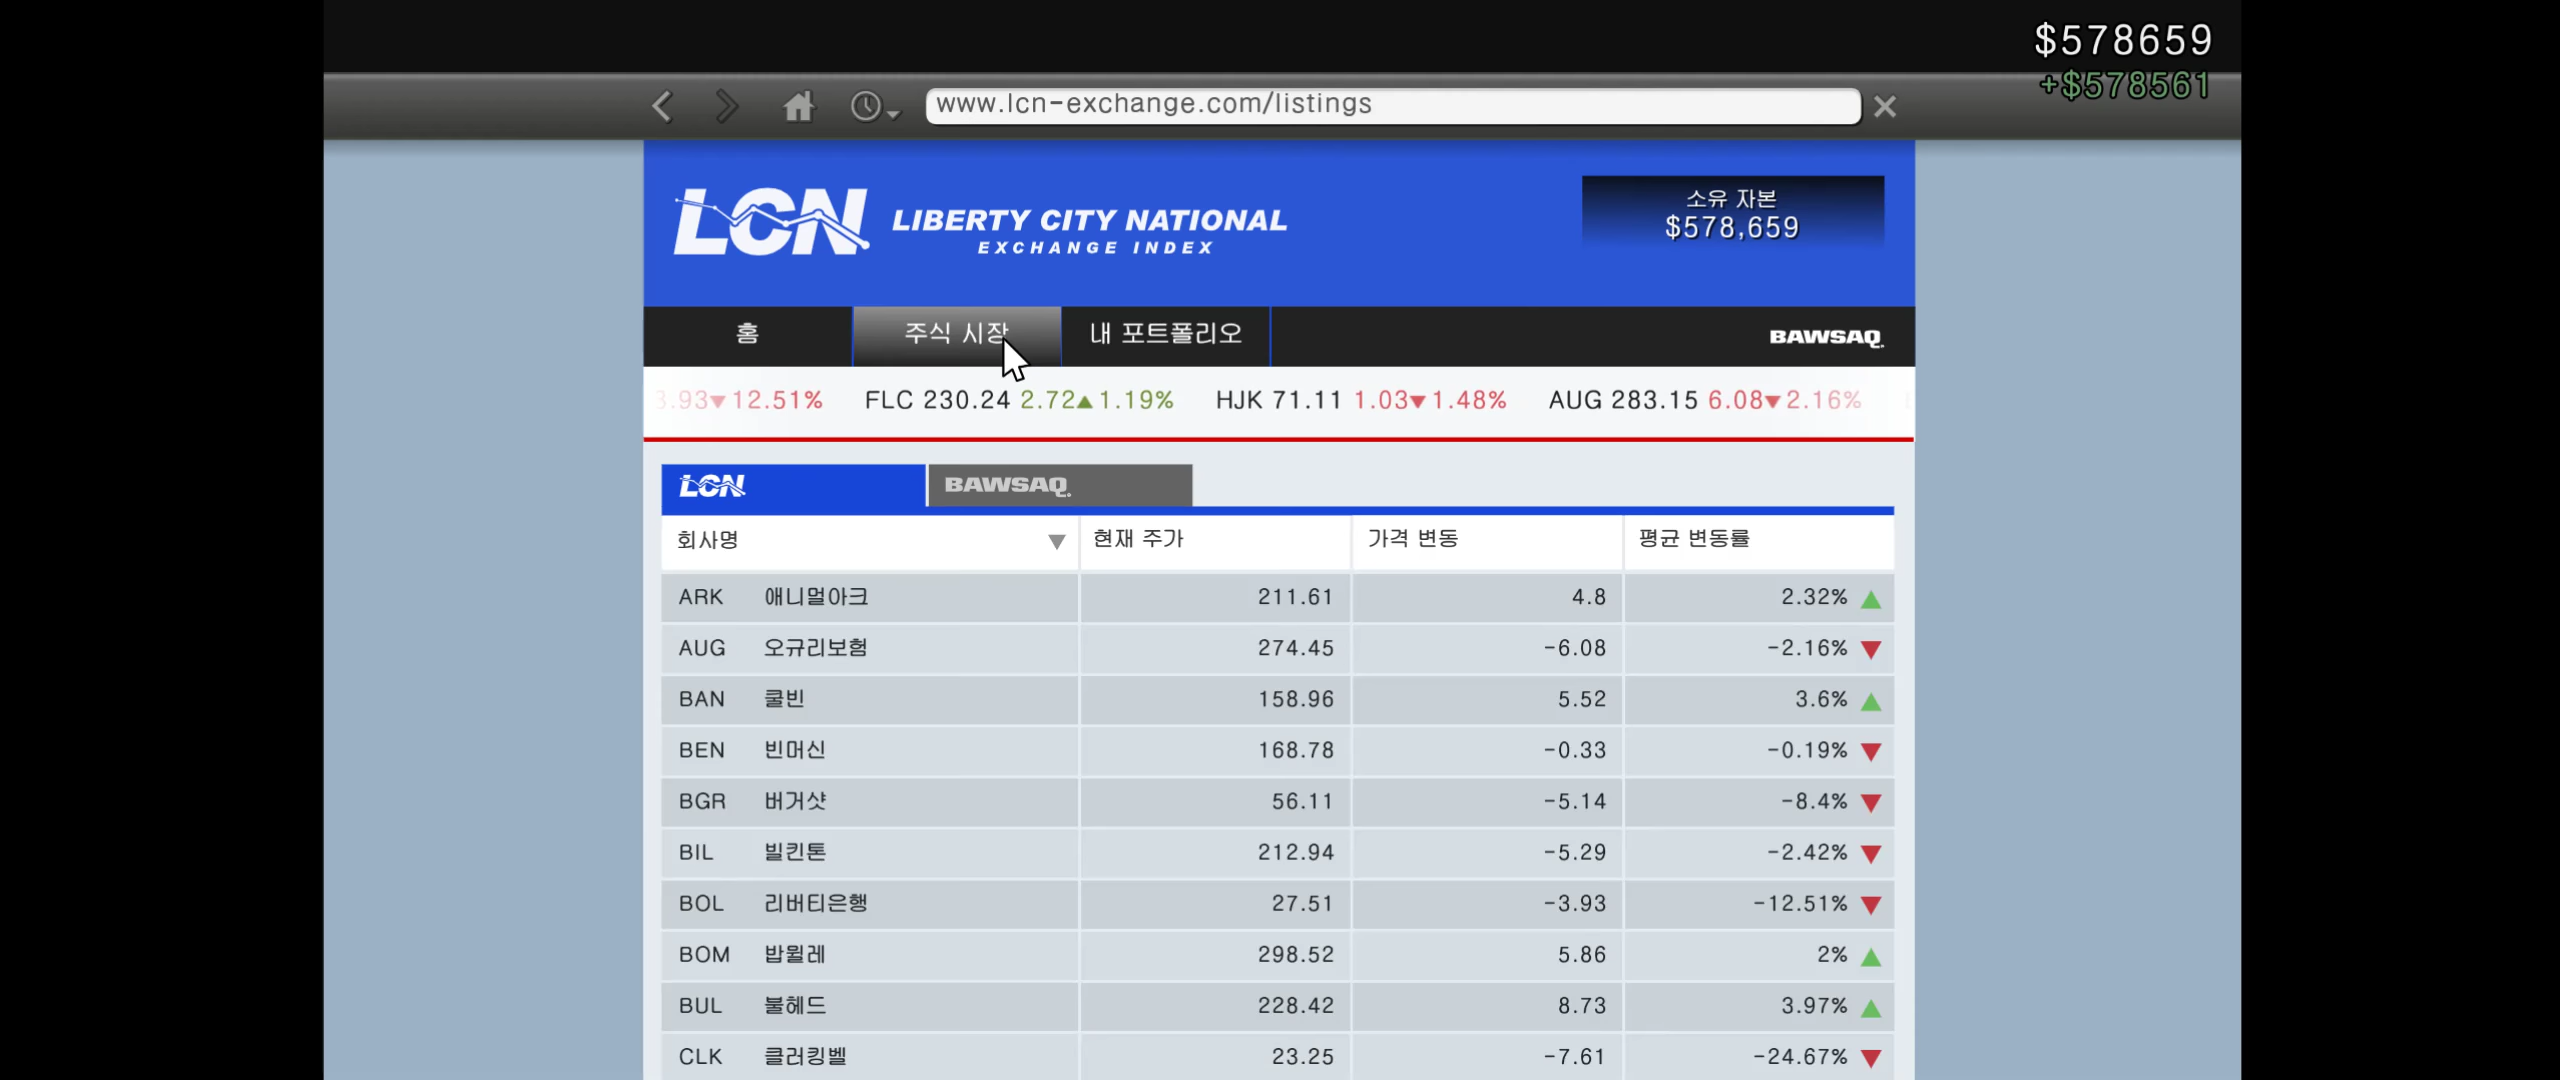 $578659
+$578561
www.lcn-exchange.com/listings
LCN LIBERTY CITY NATIONAL
EXCHANGE INDEX
소유 자본
$578,659
홈 주식 시장 내 포트폴리오 BAWSAQ
3.93▼12.51% FLC 230.24 2.72▲1.19% HJK 71.11 1.03▼1.48% AUG 283.15 6.08▼2.16%
LCN BAWSAQ
회사명 ▼ 현재 주가 가격 변동 평균 변동률
ARK 애니멀아크 211.61 4.8 2.32% ▲
AUG 오규리보험 274.45 -6.08 -2.16% ▼
BAN 쿨빈 158.96 5.52 3.6% ▲
BEN 빈머신 168.78 -0.33 -0.19% ▼
BGR 버거샷 56.11 -5.14 -8.4% ▼
BIL 빌킨톤 212.94 -5.29 -2.42% ▼
BOL 리버티은행 27.51 -3.93 -12.51% ▼
BOM 밥뮐레 298.52 5.86 2% ▲
BUL 불헤드 228.42 8.73 3.97% ▲
CLK 클러킹벨 23.25 -7.61 -24.67% ▼